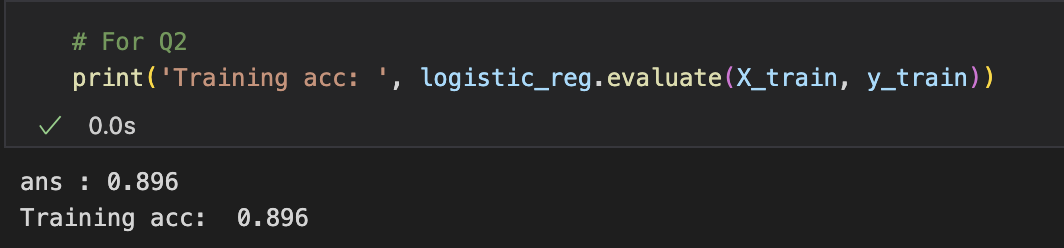 # For Q2
print('Training acc: ', logistic_reg.evaluate(X_train, y_train))
✓ 0.0s
ans : 0.896
Training acc:  0.896